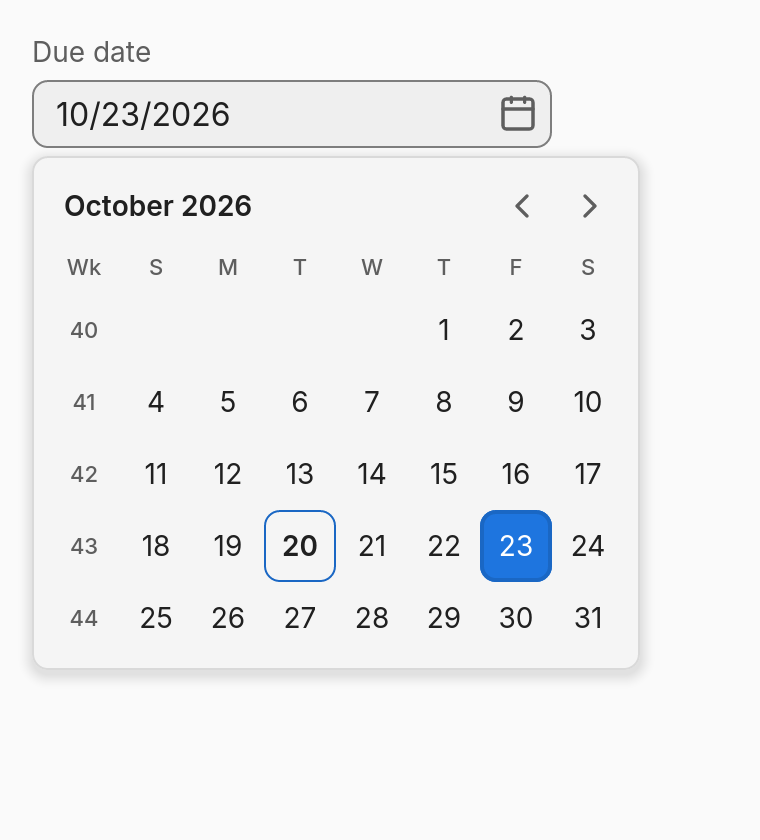 Due date
10/23/2026
October 2026
Wk S M T W T F S
40 1 2 3
41 4 5 6 7 8 9 10
42 11 12 13 14 15 16 17
43 18 19 20 21 22 23 24
44 25 26 27 28 29 30 31